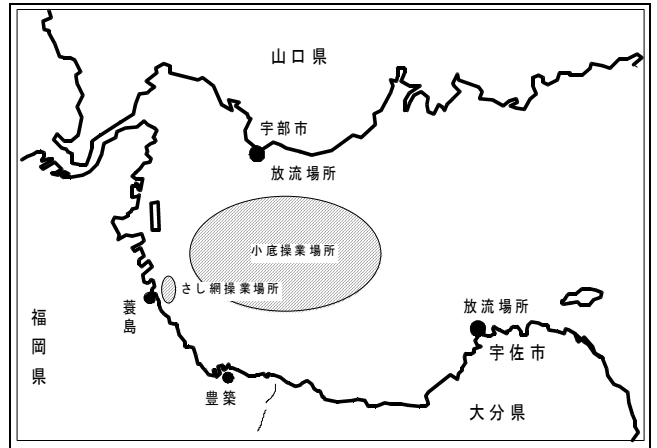 山口県
宇部市
放流場所
小底操業場所
さし網操業場所
蓑島
福岡県
放流場所
宇佐市
豊築
大分県